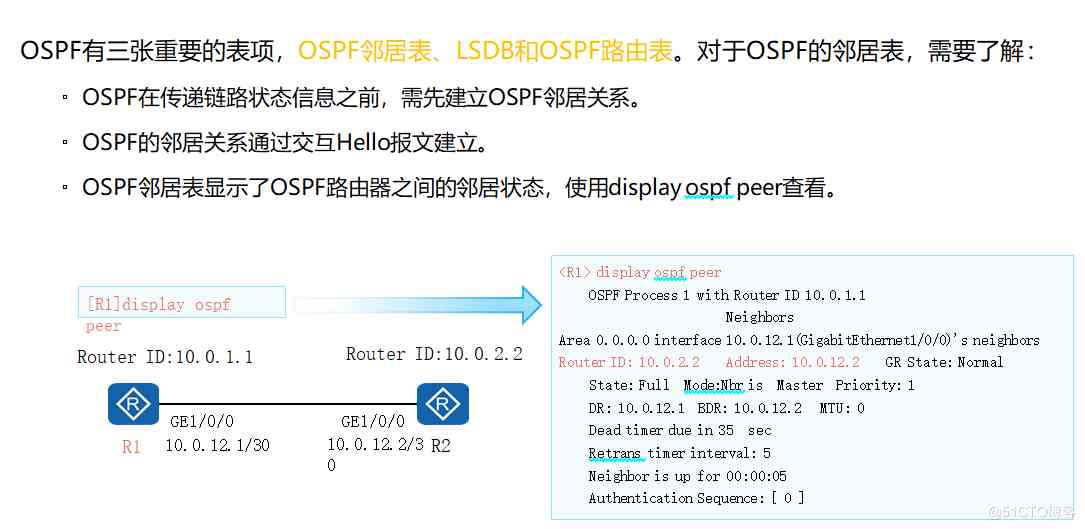 OSPF有三张重要的表项，OSPF邻居表、LSDB和OSPF路由表。对于OSPF的邻居表，需要了解：
▫ OSPF在传递链路状态信息之前，需先建立OSPF邻居关系。
▫ OSPF的邻居关系通过交互Hello报文建立。
▫ OSPF邻居表显示了OSPF路由器之间的邻居状态，使用display ospf peer查看。
[R1]display ospf
peer
Router ID:10.0.1.1
Router ID:10.0.2.2
R
R
GE1/0/0
GE1/0/0
R1
10.0.12.1/30
10.0.12.2/3
0
R2
<R1> display ospf peer
OSPF Process 1 with Router ID 10.0.1.1
Neighbors
Area 0.0.0.0 interface 10.0.12.1(GigabitEthernet1/0/0)'s neighbors
Router ID: 10.0.2.2 Address: 10.0.12.2 GR State: Normal
State: Full Mode:Nbr is Master Priority: 1
DR: 10.0.12.1 BDR: 10.0.12.2 MTU: 0
Dead timer due in 35 sec
Retrans timer interval: 5
Neighbor is up for 00:00:05
Authentication Sequence: [ 0 ]
@51CTO博客